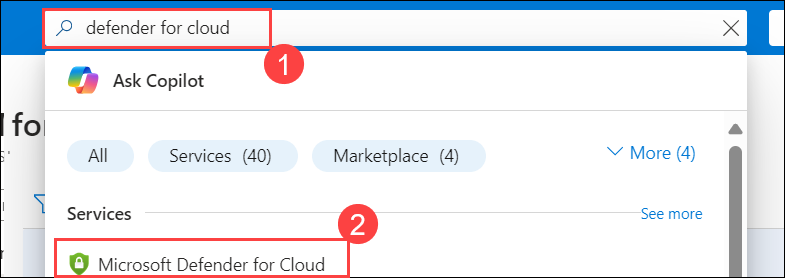 defender for cloud
1
Ask Copilot
for
All
Services (40)
Marketplace (4)
More (4)
Services
See more
2
Microsoft Defender for Cloud